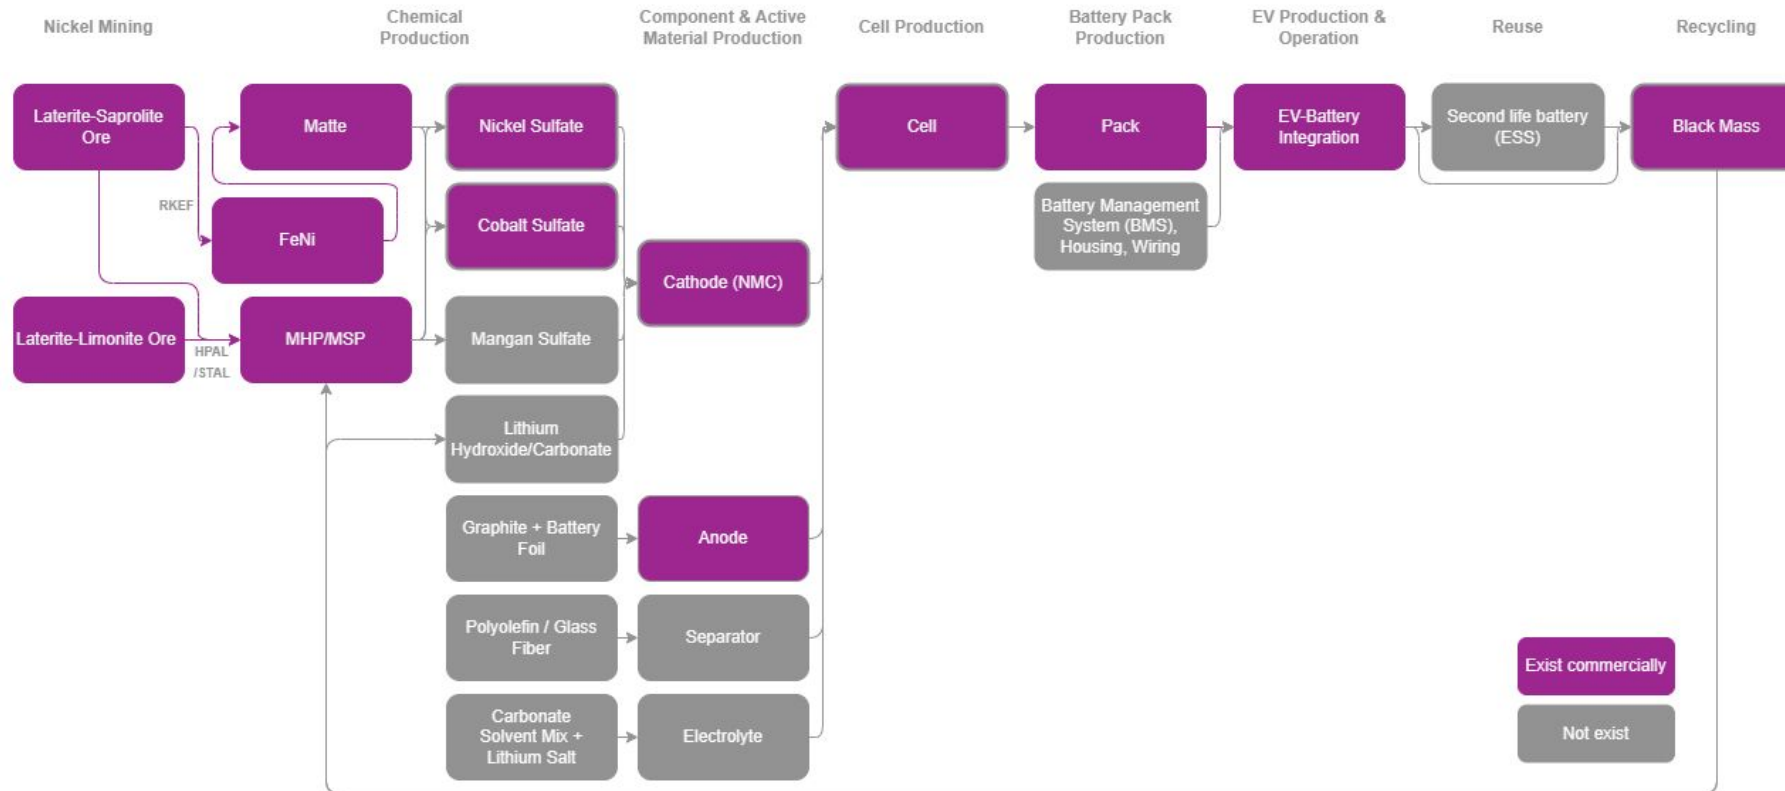 Nickel Mining
Chemical
Production
Component & Active
Material Production
Cell Production
Battery Pack
Production
EV Production &
Operation
Reuse
Recycling
Laterite-Saprolite
Ore
Matte
Nickel Sulfate
Cell
Pack
EV-Battery
Integration
Second life battery
(ESS)
Black Mass
RKEF
FeNi
Cobalt Sulfate
Battery Management
System (BMS),
Housing, Wiring
Cathode (NMC)
Laterite-Limonite Ore
HPAL
/STAL
MHP/MSP
Mangan Sulfate
Lithium
Hydroxide/Carbonate
Graphite + Battery
Foil
Anode
Polyolefin / Glass
Fiber
Separator
Carbonate
Solvent Mix +
Lithium Salt
Electrolyte
Exist commercially
Not exist